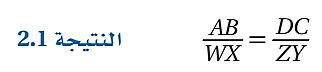 النتيجة 2.1 AB/WX = DC/ZY